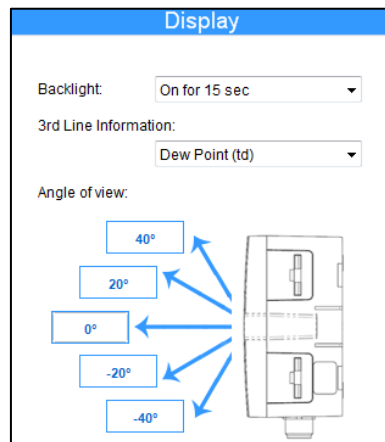 Display
Backlight: On for 15 sec
3rd Line Information:
Dew Point (td)
Angle of view:
40°
20°
0°
-20°
-40°